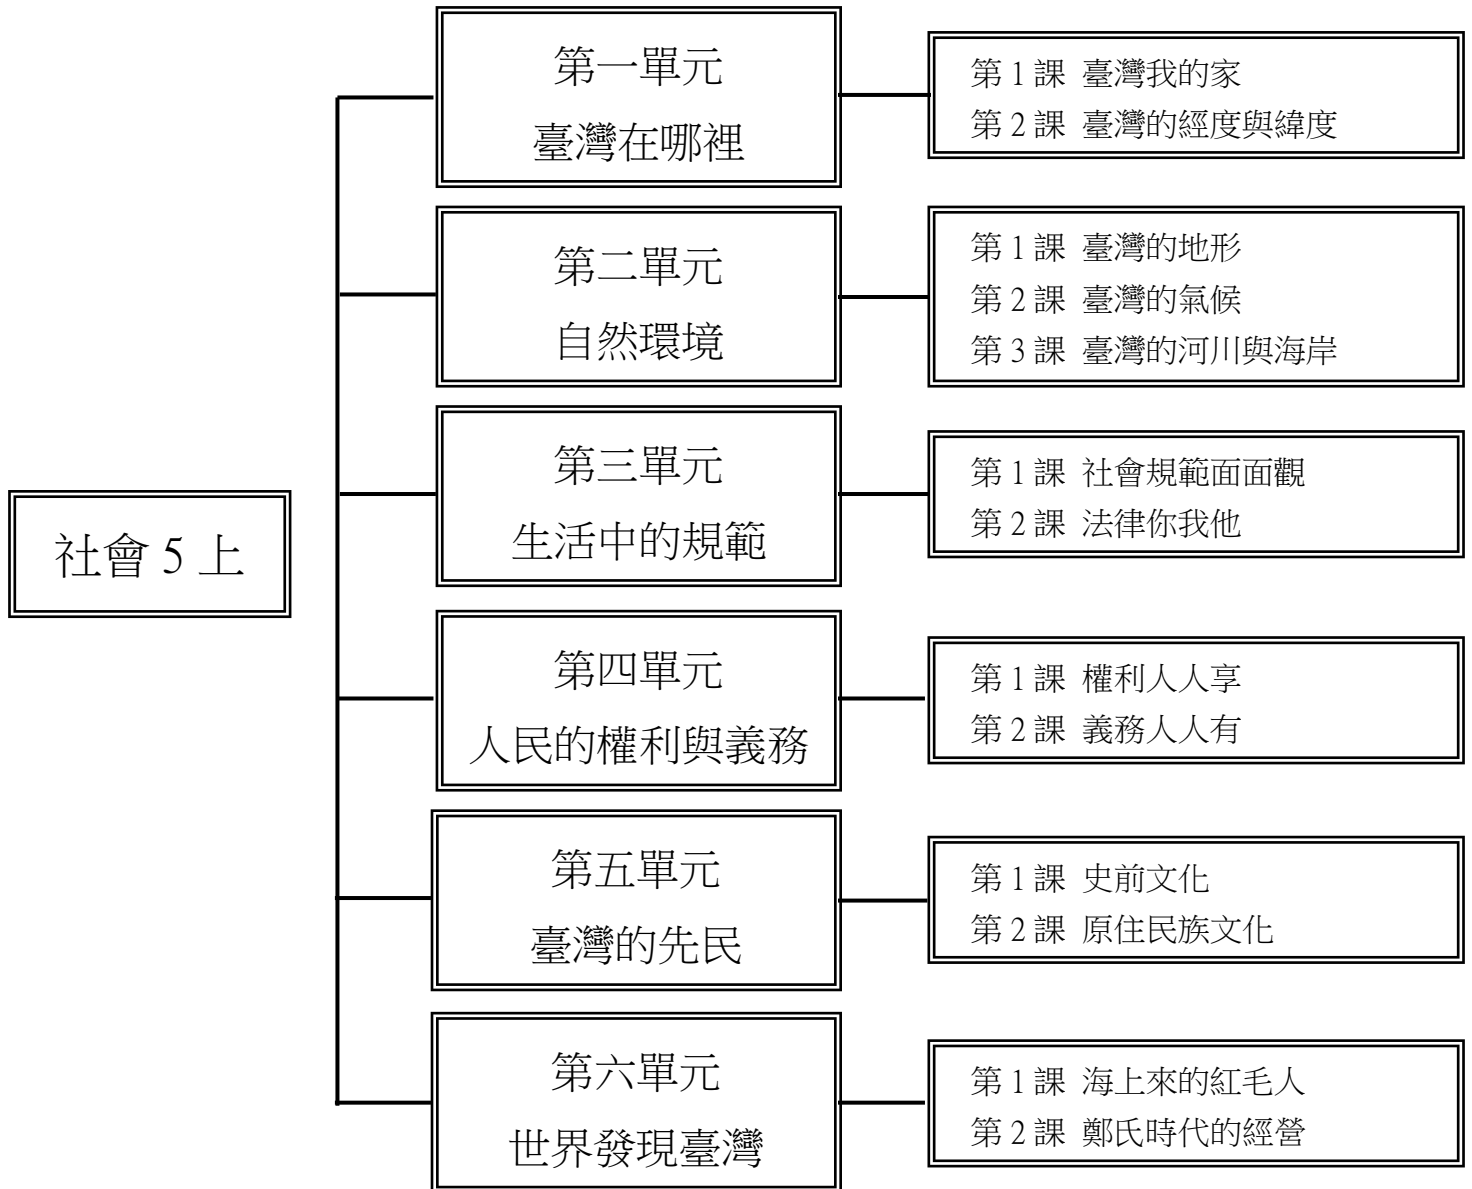 社會 5 上
第一單元
臺灣在哪裡
第 1 課 臺灣我的家
第 2 課 臺灣的經度與緯度
第二單元
自然環境
第 1 課 臺灣的地形
第 2 課 臺灣的氣候
第 3 課 臺灣的河川與海岸
第三單元
生活中的規範
第 1 課 社會規範面面觀
第 2 課 法律你我他
第四單元
人民的權利與義務
第 1 課 權利人人享
第 2 課 義務人人有
第五單元
臺灣的先民
第 1 課 史前文化
第 2 課 原住民族文化
第六單元
世界發現臺灣
第 1 課 海上來的紅毛人
第 2 課 鄭氏時代的經營